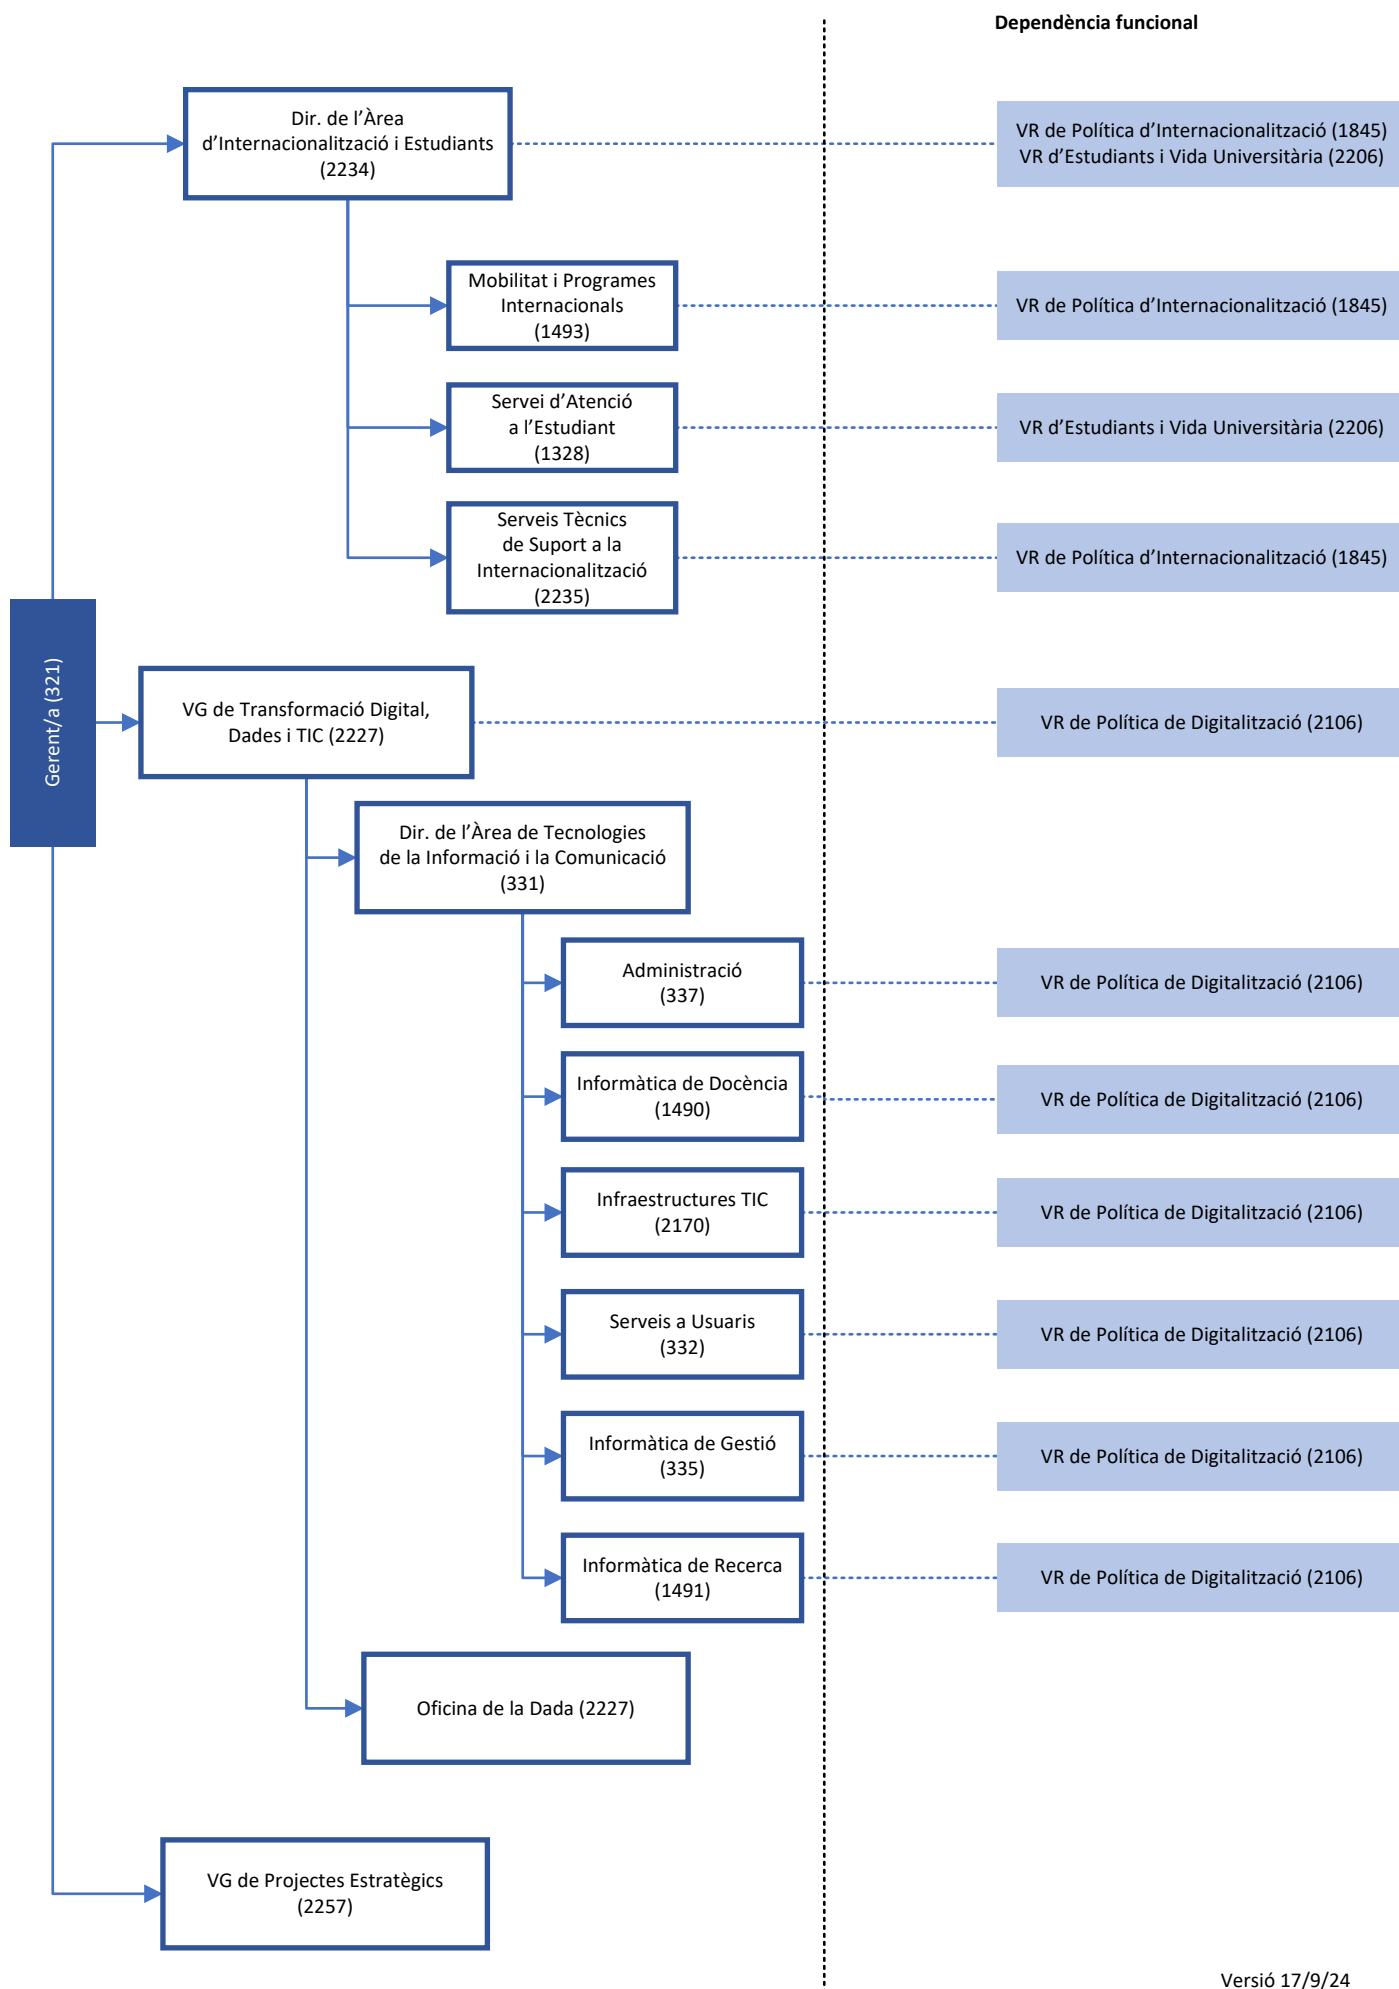 Dependència funcional
Dir. de l’Àrea
d’Internacionalització i Estudiants
(2234)
VR de Política d’Internacionalització (1845)
VR d’Estudiants i Vida Universitària (2206)
Mobilitat i Programes
Internacionals
(1493)
VR de Política d’Internacionalització (1845)
Servei d’Atenció
a l’Estudiant
(1328)
VR d’Estudiants i Vida Universitària (2206)
Serveis Tècnics
de Suport a la
Internacionalització
(2235)
VR de Política d’Internacionalització (1845)
Gerent/a (321)
VG de Transformació Digital,
Dades i TIC (2227)
VR de Política de Digitalització (2106)
Dir. de l’Àrea de Tecnologies
de la Informació i la Comunicació
(331)
Administració
(337)
VR de Política de Digitalització (2106)
Informàtica de Docència
(1490)
VR de Política de Digitalització (2106)
Infraestructures TIC
(2170)
VR de Política de Digitalització (2106)
Serveis a Usuaris
(332)
VR de Política de Digitalització (2106)
Informàtica de Gestió
(335)
VR de Política de Digitalització (2106)
Informàtica de Recerca
(1491)
VR de Política de Digitalització (2106)
Oficina de la Dada (2227)
VG de Projectes Estratègics
(2257)
Versió 17/9/24